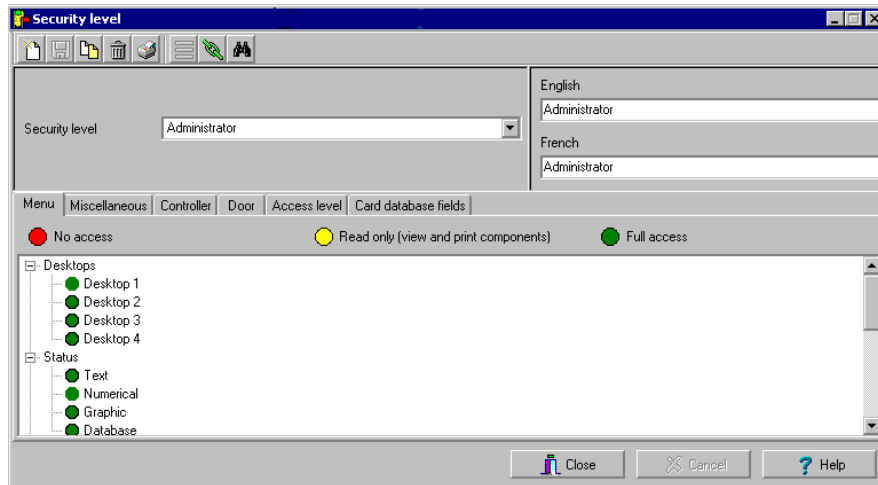 Security level
English
Administrator
Security level
Administrator
French
Administrator
Menu Miscellaneous Controller Door Access level Card database fields
No access Read only (view and print components) Full access
Desktops
Desktop 1
Desktop 2
Desktop 3
Desktop 4
Status
Text
Numerical
Graphic
Database
Close Cancel Help